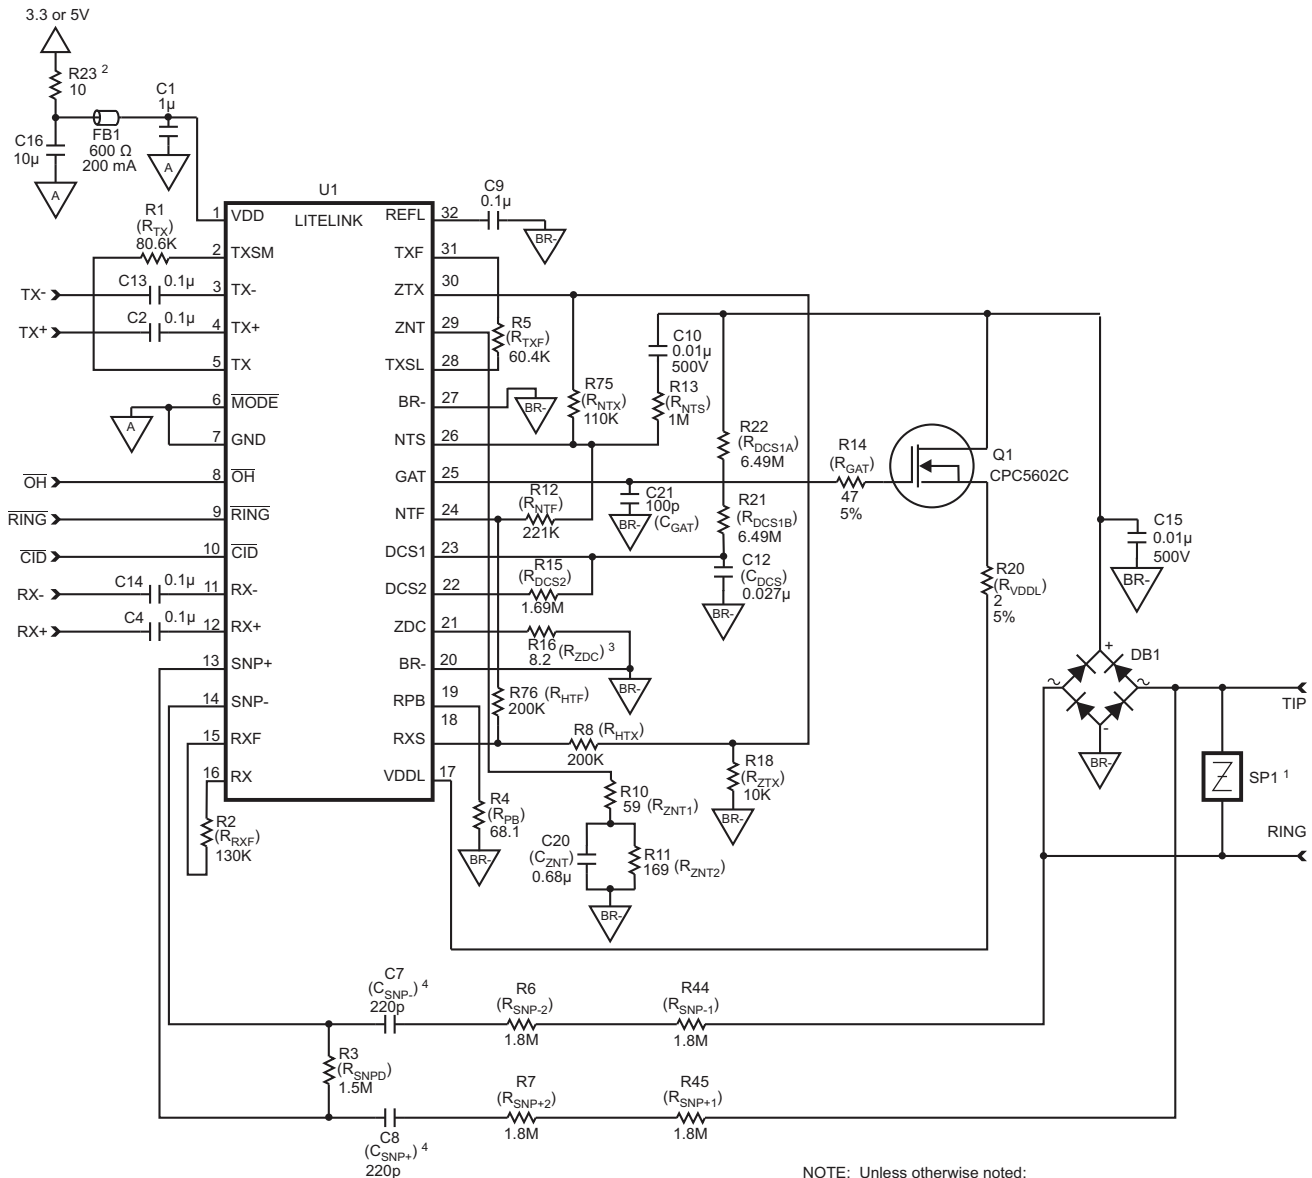 3.3 or 5V
R23 2
10
C1
1µ
C16
10µ
FB1
600 Ω
200 mA
A
A
U1
LITELINK
C9
0.1µ
BR-
R1
(RTX)
80.6K
1 VDD
2 TXSM
TX- C13 0.1µ 3 TX-
TX+ C2 0.1µ 4 TX+
5 TX
A
6 MODE
7 GND
OH 8 OH
RING 9 RING
CID 10 CID
RX- C14 0.1µ 11 RX-
RX+ C4 0.1µ 12 RX+
13 SNP+
14 SNP-
15 RXF
16 RX
R2
(RRXF)
130K
REFL 32
TXF 31
ZTX 30
ZNT 29
TXSL 28
BR- 27
NTS 26
GAT 25
NTF 24
DCS1 23
DCS2 22
ZDC 21
BR- 20
RPB 19
RXS 18
VDDL 17
R5
(RTXF)
60.4K
BR-
R75
(RNTX)
110K
C10
0.01µ
500V
R13
(RNTS)
1M
R22
(RDCS1A)
6.49M
R14
(RGAT)
47
5%
Q1
CPC5602C
R12
(RNTF)
221K
C21
100p
(CGAT)
BR-
R21
(RDCS1B)
6.49M
C15
0.01µ
500V
BR-
R15
(RDCS2)
1.69M
C12
(CDCS)
0.027µ
BR-
R20
(RVDDL)
2
5%
R16 (RZDC) 3
8.2
BR-
R76 (RHTF)
200K
R8 (RHTX)
200K
R18
(RZTX)
10K
BR-
R4
(RPB)
68.1
BR-
R10
59 (RZNT1)
C20
(CZNT)
0.68µ
R11
169 (RZNT2)
BR-
+
DB1
~
~
-
BR-
TIP
SP1 1
RING
C7
(CSNP-) 4
220p
R6
(RSNP-2)
1.8M
R44
(RSNP-1)
1.8M
R3
(RSNPD)
1.5M
C8
(CSNP+) 4
220p
R7
(RSNP+2)
1.8M
R45
(RSNP+1)
1.8M
NOTE: Unless otherwise noted: